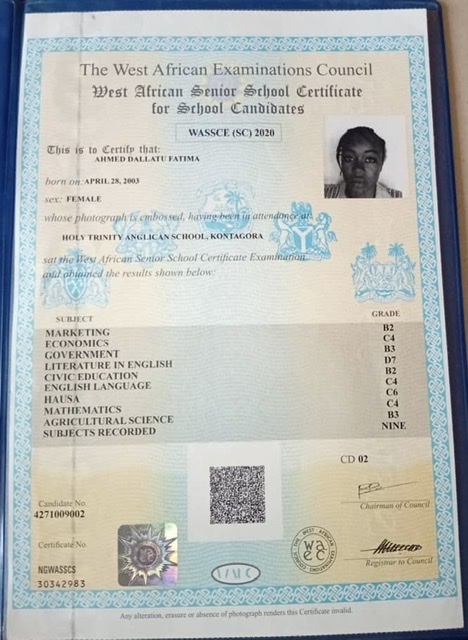 The West African Examinations Council
West African Senior School Certificate
for School Candidates
WASSCE (SC) 2020
This is to Certify that:
AHMED DALLATU FATIMA
born on: APRIL 28, 2003
sex: FEMALE
whose photograph is embossed, having been in attendance at:
HOLY TRINITY ANGLICAN SCHOOL, KONTAGORA
sat the West African Senior School Certificate Examination
and obtained the results shown below:
SUBJECT GRADE
MARKETING B2
ECONOMICS C4
GOVERNMENT B3
LITERATURE IN ENGLISH D7
CIVIC EDUCATION B2
ENGLISH LANGUAGE C4
HAUSA C6
MATHEMATICS C4
AGRICULTURAL SCIENCE B3
SUBJECTS RECORDED NINE
CD 02
Candidate No.
4271009002
Chairman of Council
Certificate No.
NGWASSCS
30342983
Registrar to Council
Any alteration, erasure or absence of photograph renders this Certificate invalid.